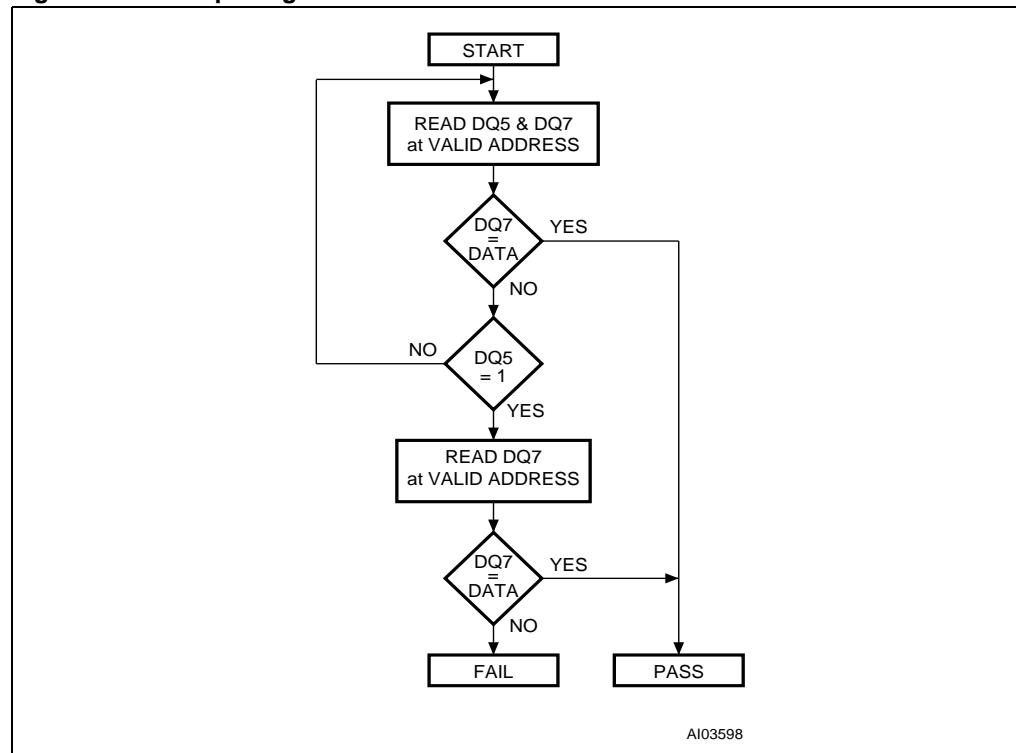 START
READ DQ5 & DQ7
at VALID ADDRESS
DQ7
=
DATA
YES
NO
NO
DQ5
= 1
YES
READ DQ7
at VALID ADDRESS
DQ7
=
DATA
YES
NO
FAIL
PASS
AI03598